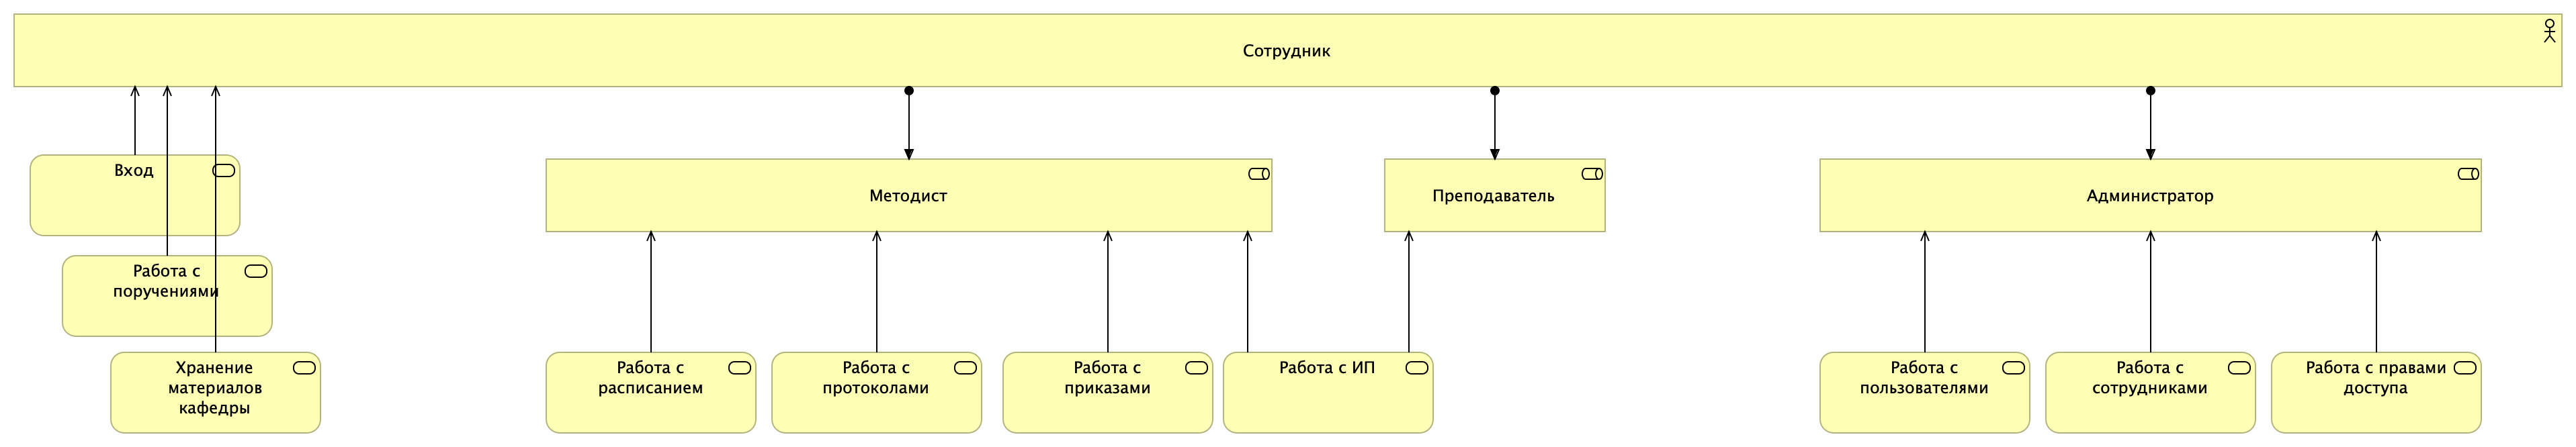 Сотрудник
Вход
Методист
Преподаватель
Администратор
Работа с
поручениями
Хранение
материалов
кафедры
Работа с
расписанием
Работа с
протоколами
Работа с
приказами
Работа с ИП
Работа с
пользователями
Работа с
сотрудниками
Работа с правами
доступа